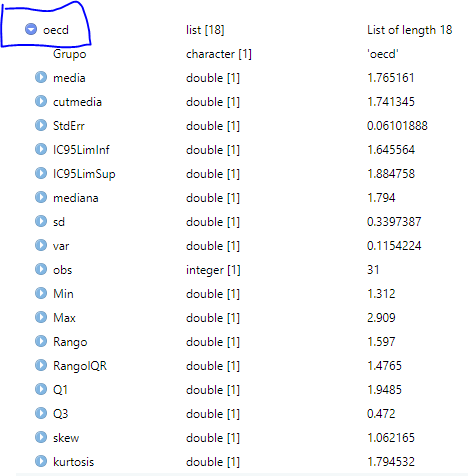 oecd list [18] List of length 18
Grupo character [1] 'oecd'
media double [1] 1.765161
cutmedia double [1] 1.741345
StdErr double [1] 0.06101888
IC95LimInf double [1] 1.645564
IC95LimSup double [1] 1.884758
mediana double [1] 1.794
sd double [1] 0.3397387
var double [1] 0.1154224
obs integer [1] 31
Min double [1] 1.312
Max double [1] 2.909
Rango double [1] 1.597
RangoIQR double [1] 1.4765
Q1 double [1] 1.9485
Q3 double [1] 0.472
skew double [1] 1.062165
kurtosis double [1] 1.794532